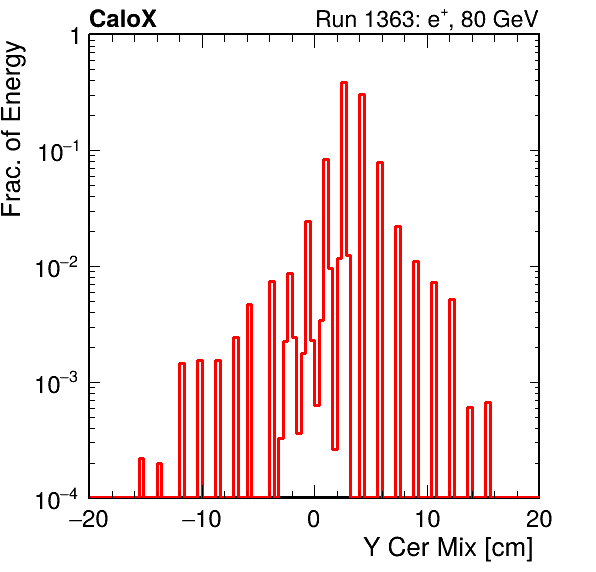 CaloX Run 1363: e⁺, 80 GeV
Frac. of Energy
1
10⁻¹
10⁻²
10⁻³
10⁻⁴
−20 −10 0 10 20
Y Cer Mix [cm]